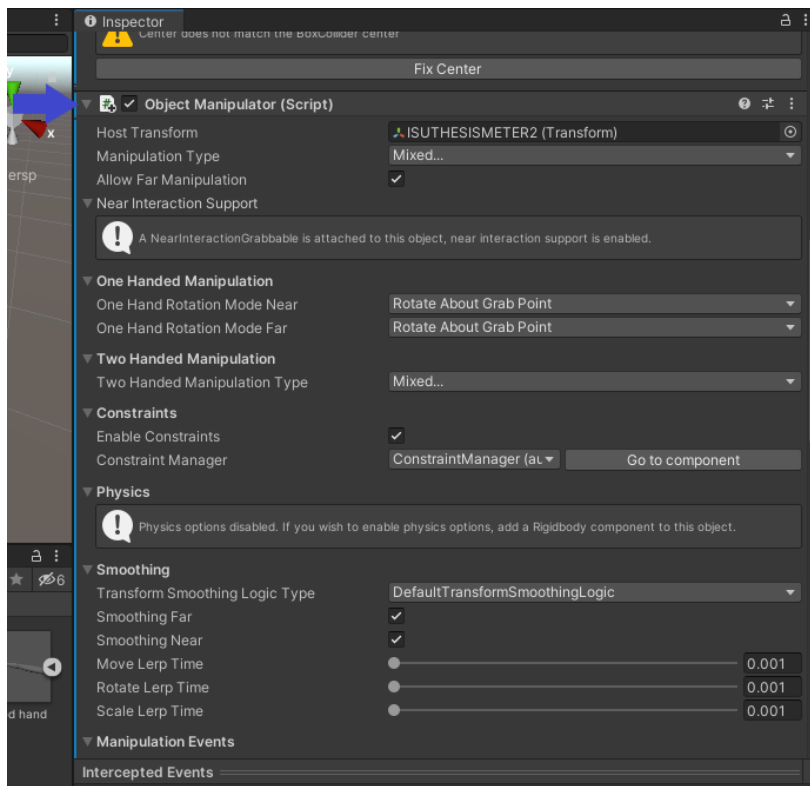 Inspector
Center does not match the BoxCollider center
Fix Center
Object Manipulator (Script)
x
ersp
Host Transform ISUTHESISMETER2 (Transform)
Manipulation Type Mixed...
Allow Far Manipulation
Near Interaction Support
A NearInteractionGrabbable is attached to this object, near interaction support is enabled.
One Handed Manipulation
One Hand Rotation Mode Near Rotate About Grab Point
One Hand Rotation Mode Far Rotate About Grab Point
Two Handed Manipulation
Two Handed Manipulation Type Mixed...
Constraints
Enable Constraints
Constraint Manager ConstraintManager (au Go to component
Physics
Physics options disabled. If you wish to enable physics options, add a Rigidbody component to this object.
6
Smoothing
Transform Smoothing Logic Type DefaultTransformSmoothingLogic
Smoothing Far
Smoothing Near
Move Lerp Time 0.001
Rotate Lerp Time 0.001
Scale Lerp Time 0.001
d hand
Manipulation Events
Intercepted Events